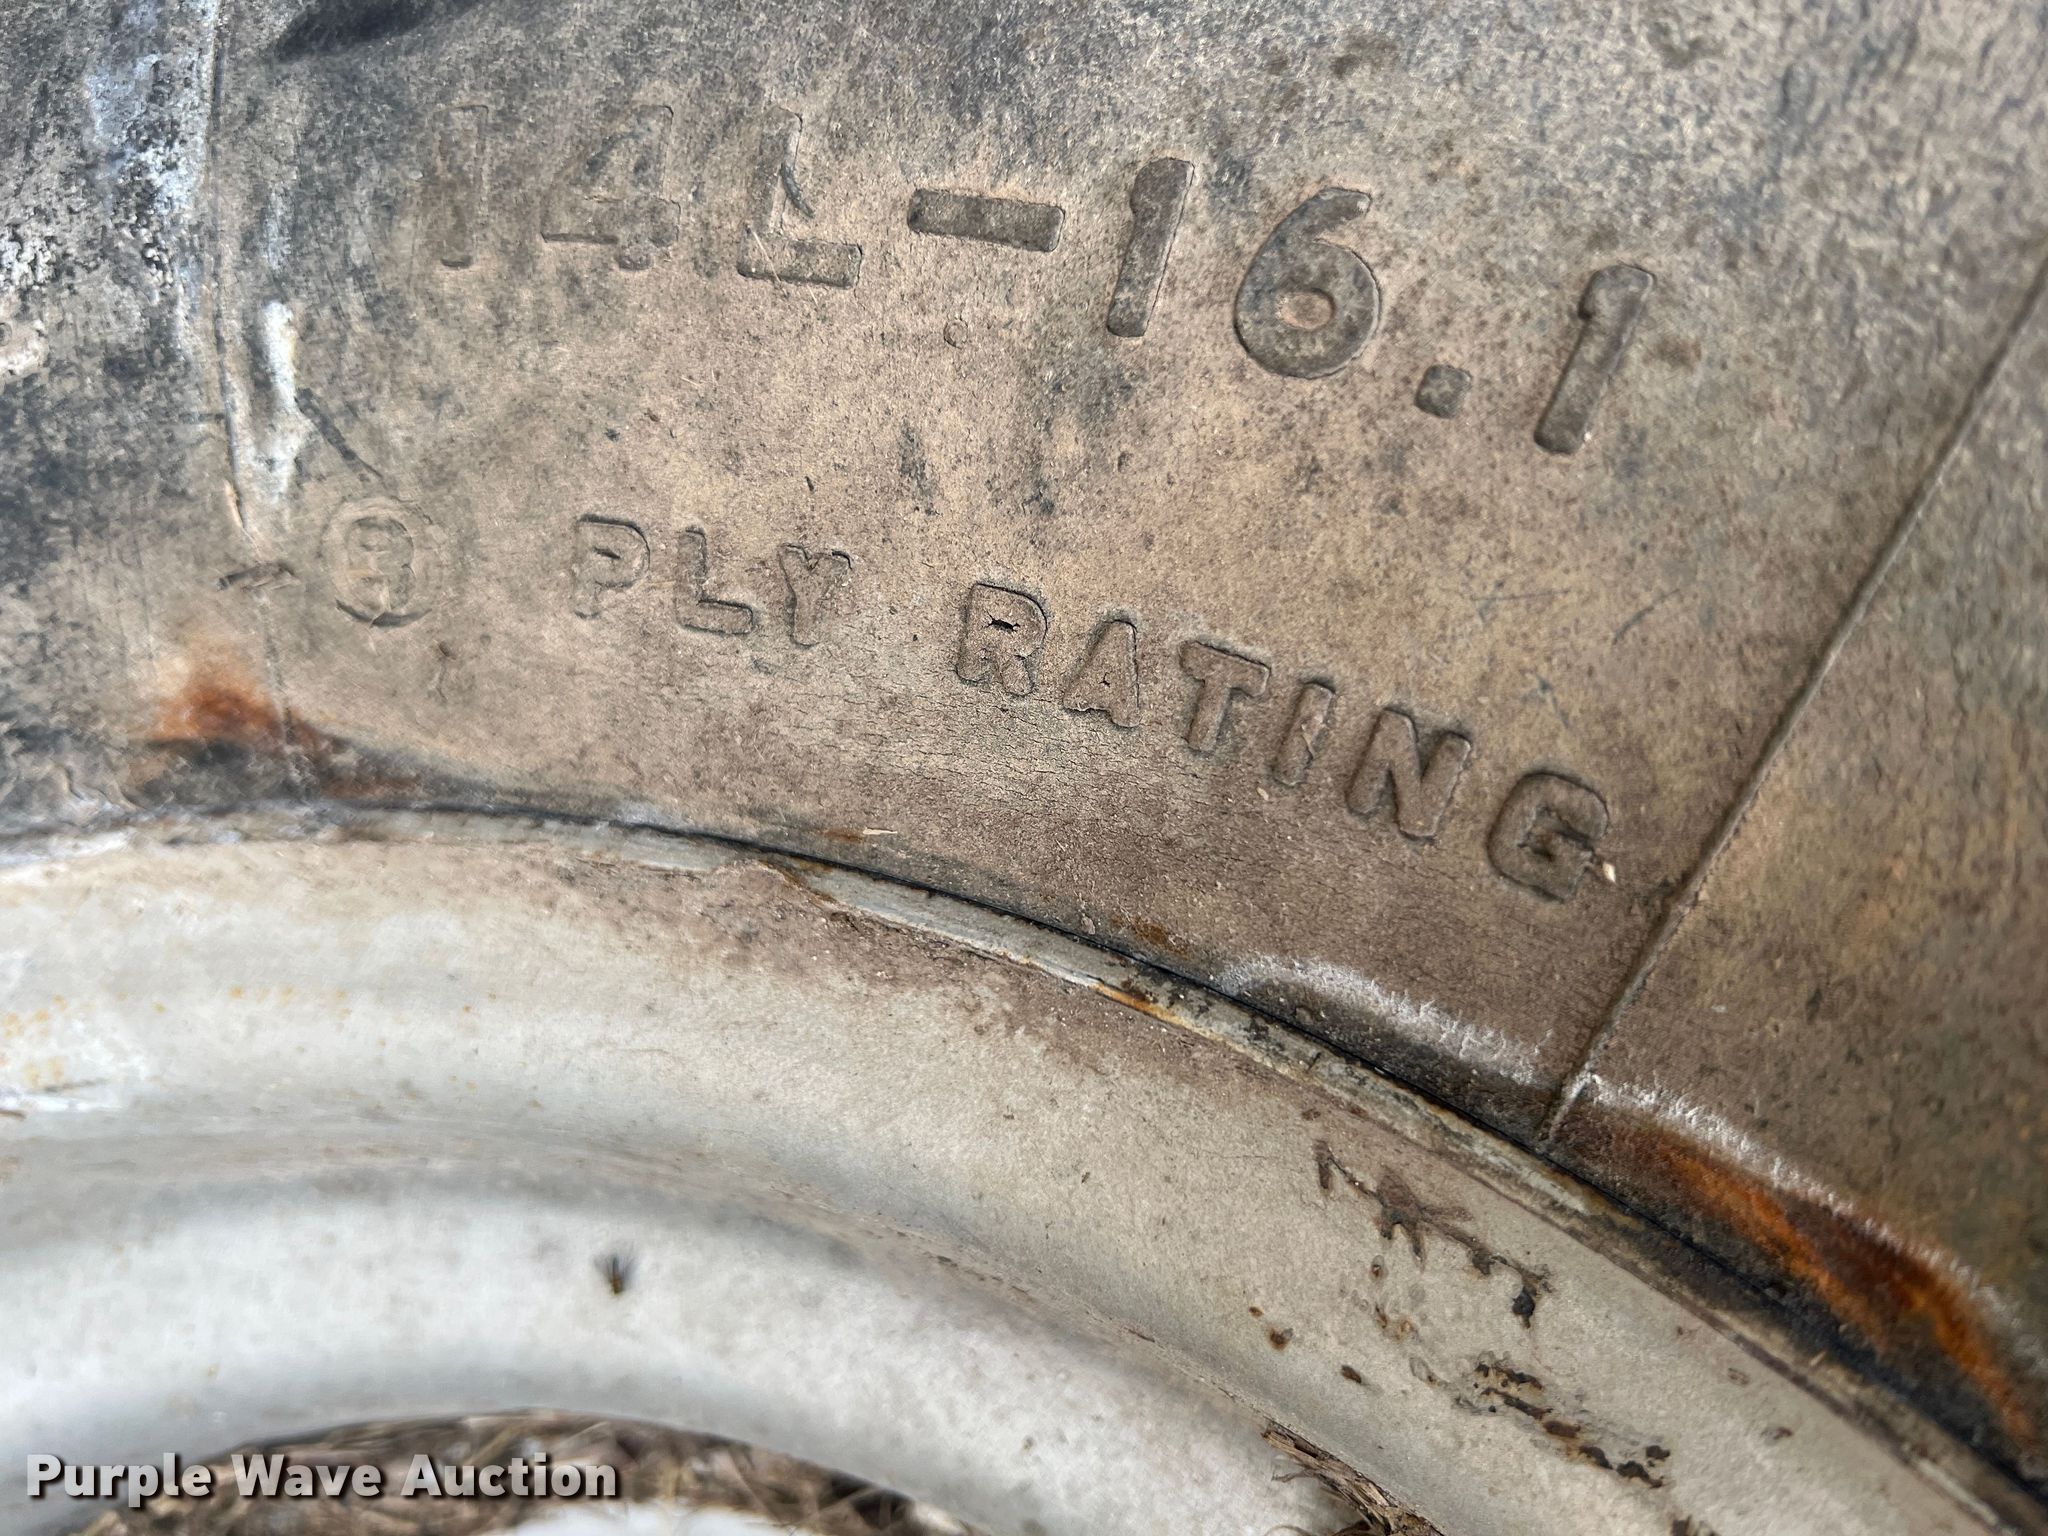 14L-16.1
8 PLY RATING
Purple Wave Auction